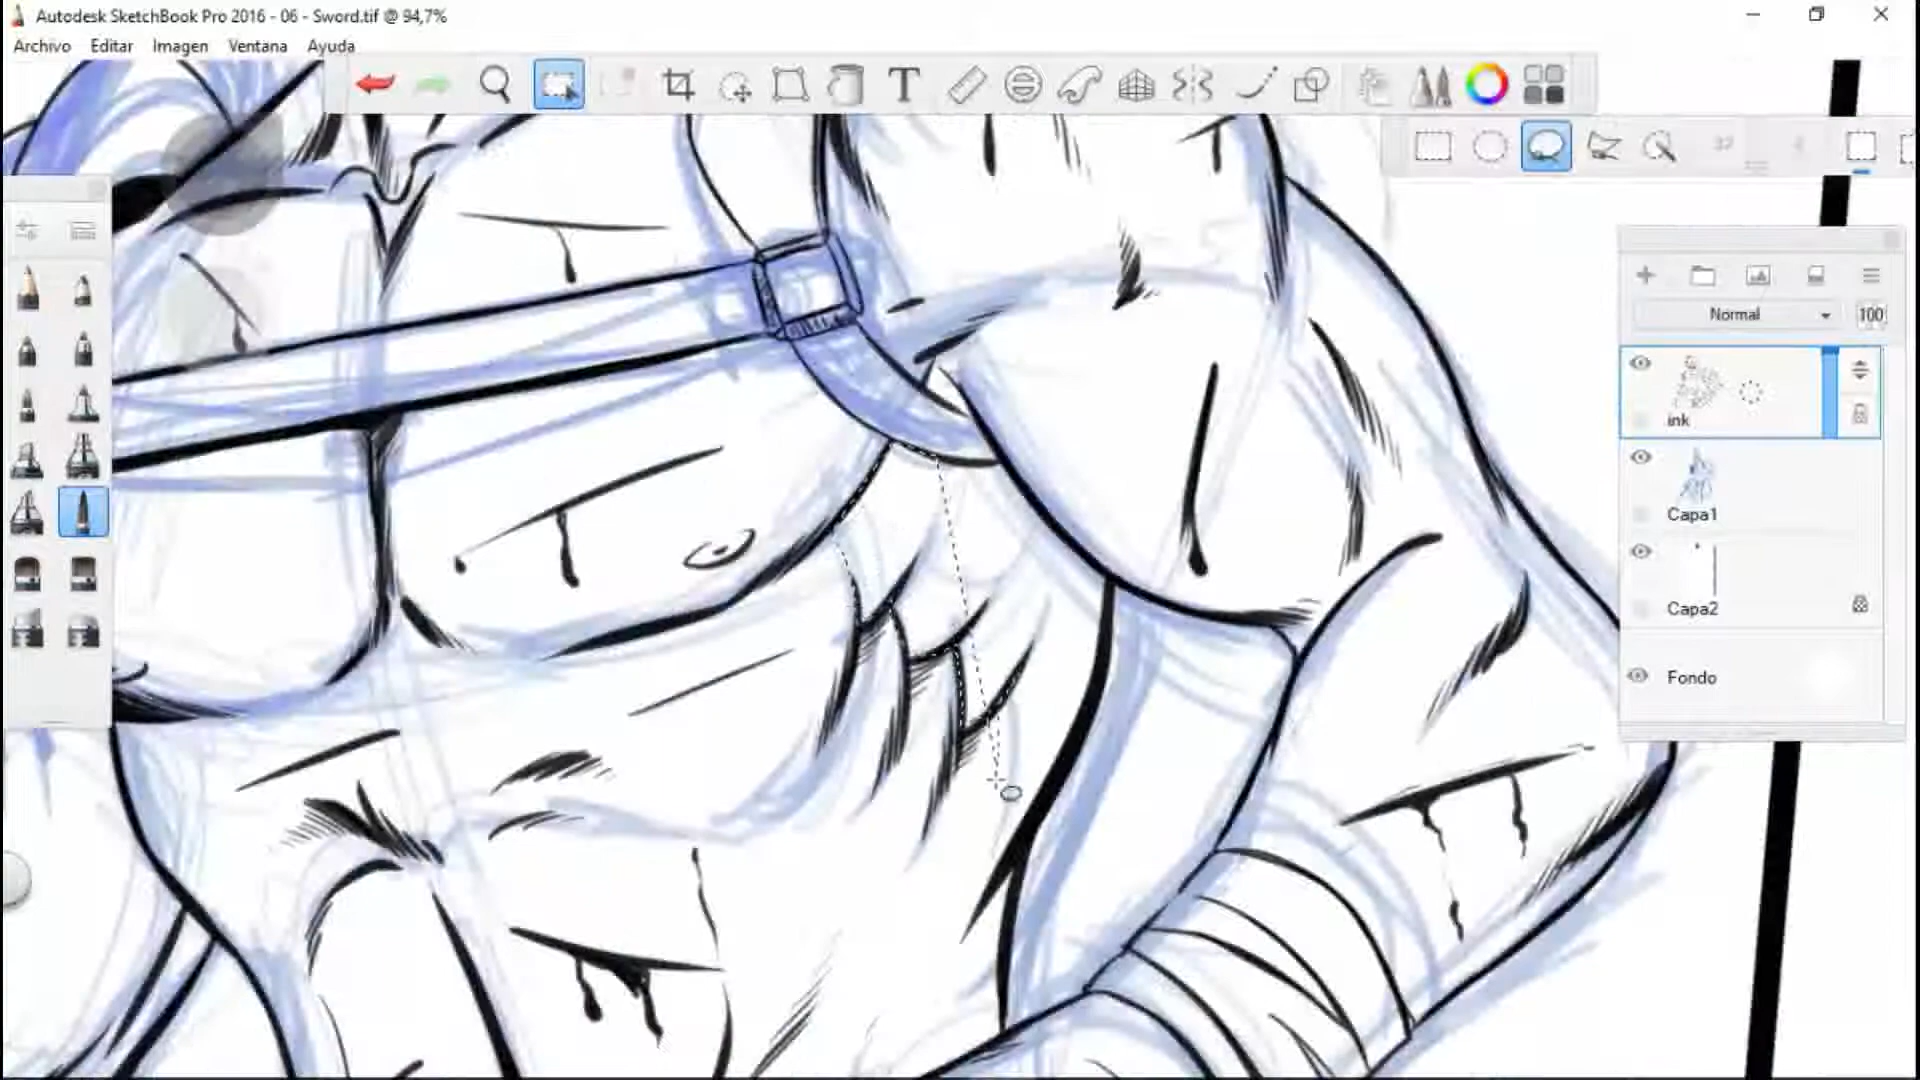 Autodesk SketchBook Pro 2016 - 06 - Sword.tif @ 94,7%
Archivo Editar Imagen Ventana Ayuda
T
32
Normal 100
ink
Capa1
Capa2
Fondo